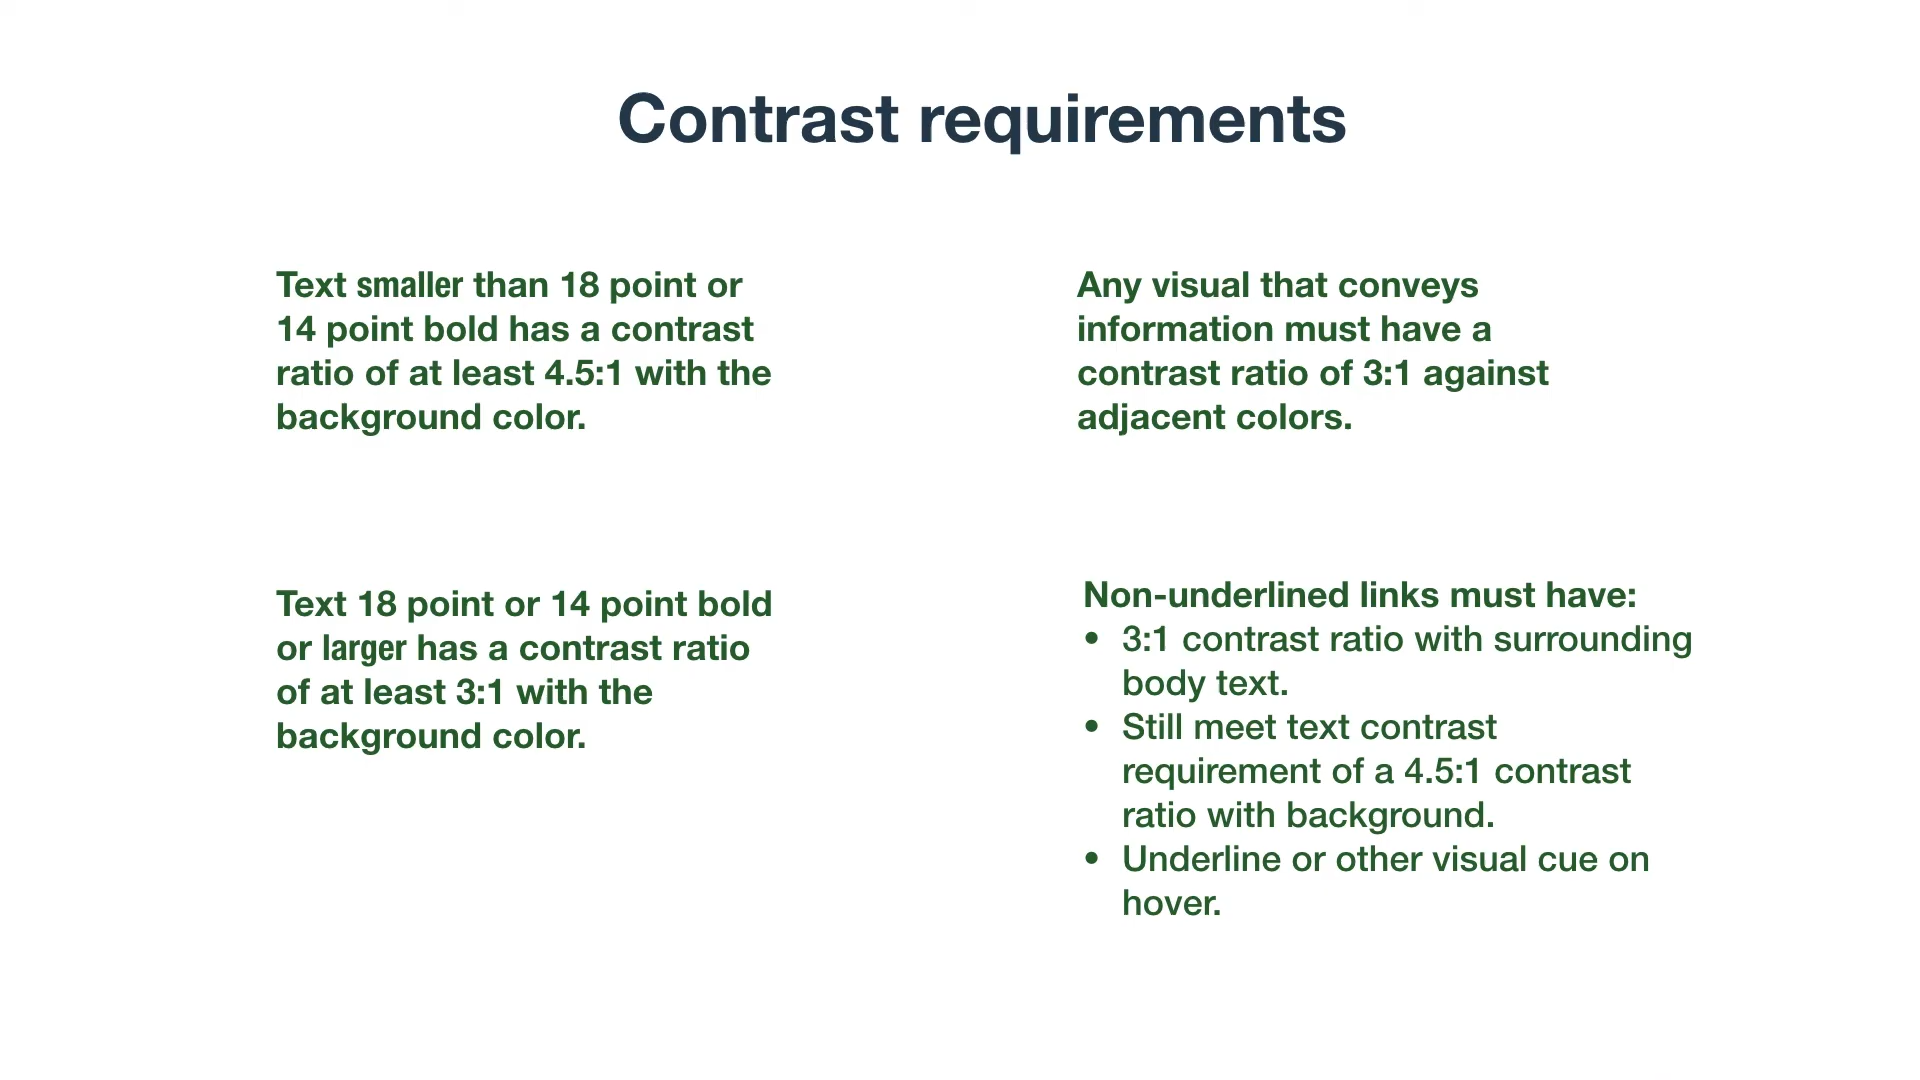 Contrast requirements
Text smaller than 18 point or
14 point bold has a contrast
ratio of at least 4.5:1 with the
background color.
Text 18 point or 14 point bold
or larger has a contrast ratio
of at least 3:1 with the
background color.
Any visual that conveys
information must have a
contrast ratio of 3:1 against
adjacent colors.
Non-underlined links must have:
• 3:1 contrast ratio with surrounding
body text.
• Still meet text contrast
requirement of a 4.5:1 contrast
ratio with background.
• Underline or other visual cue on
hover.